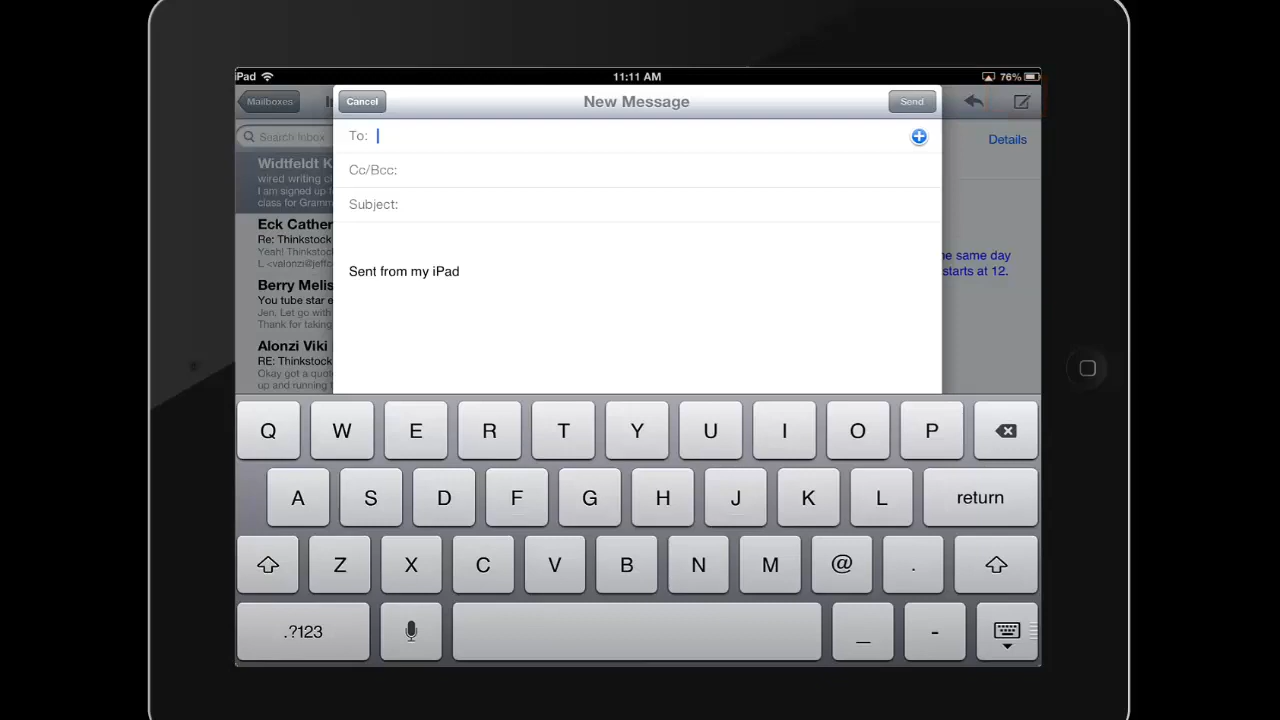 iPad 11:11 AM 76%
Mailboxes Cancel New Message Send
Search Inbox To: Details
Widtfeldt K
wired writing Cc/Bcc:
I am signed up
class for Gramm Subject:
Eck Cather
Re: Thinkstock
Yeah! Thinkstock same day
L <valonzi@jeffc Sent from my iPad starts at 12.
Berry Melis
You tube star
Jen, Let go with
Thank for taking
Alonzi Viki
RE: Thinkstock
Okay got a quot
up and running
Q W E R T Y U I O P
A S D F G H J K L return
Z X C V B N M @ .
.?123 _ -